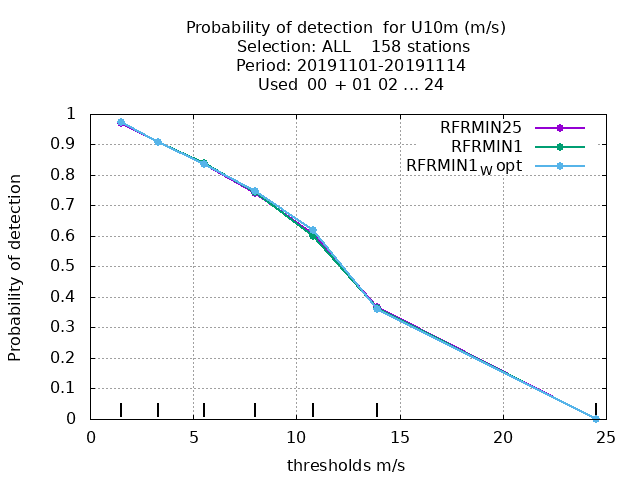 Probability of detection  for U10m (m/s)
Selection: ALL    158 stations
Period: 20191101-20191114
Used  00  + 01 02 ... 24
RFRMIN25
RFRMIN1
RFRMIN1W opt
Probability of detection
1
0.9
0.8
0.7
0.6
0.5
0.4
0.3
0.2
0.1
0
0 5 10 15 20 25
thresholds m/s